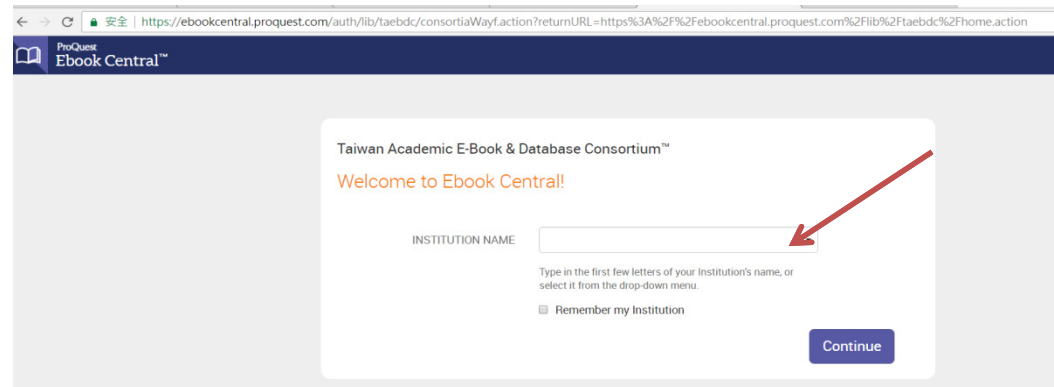 安全 | https://ebookcentral.proquest.com/auth/lib/taebdc/consortiaWayf.action?returnURL=https%3A%2F%2Febookcentral.proquest.com%2Flib%2Ftaebdc%2Fhome.action
ProQuest
Ebook Central™
Taiwan Academic E-Book & Database Consortium™
Welcome to Ebook Central!
INSTITUTION NAME
Type in the first few letters of your Institution's name, or
select it from the drop-down menu.
Remember my Institution
Continue